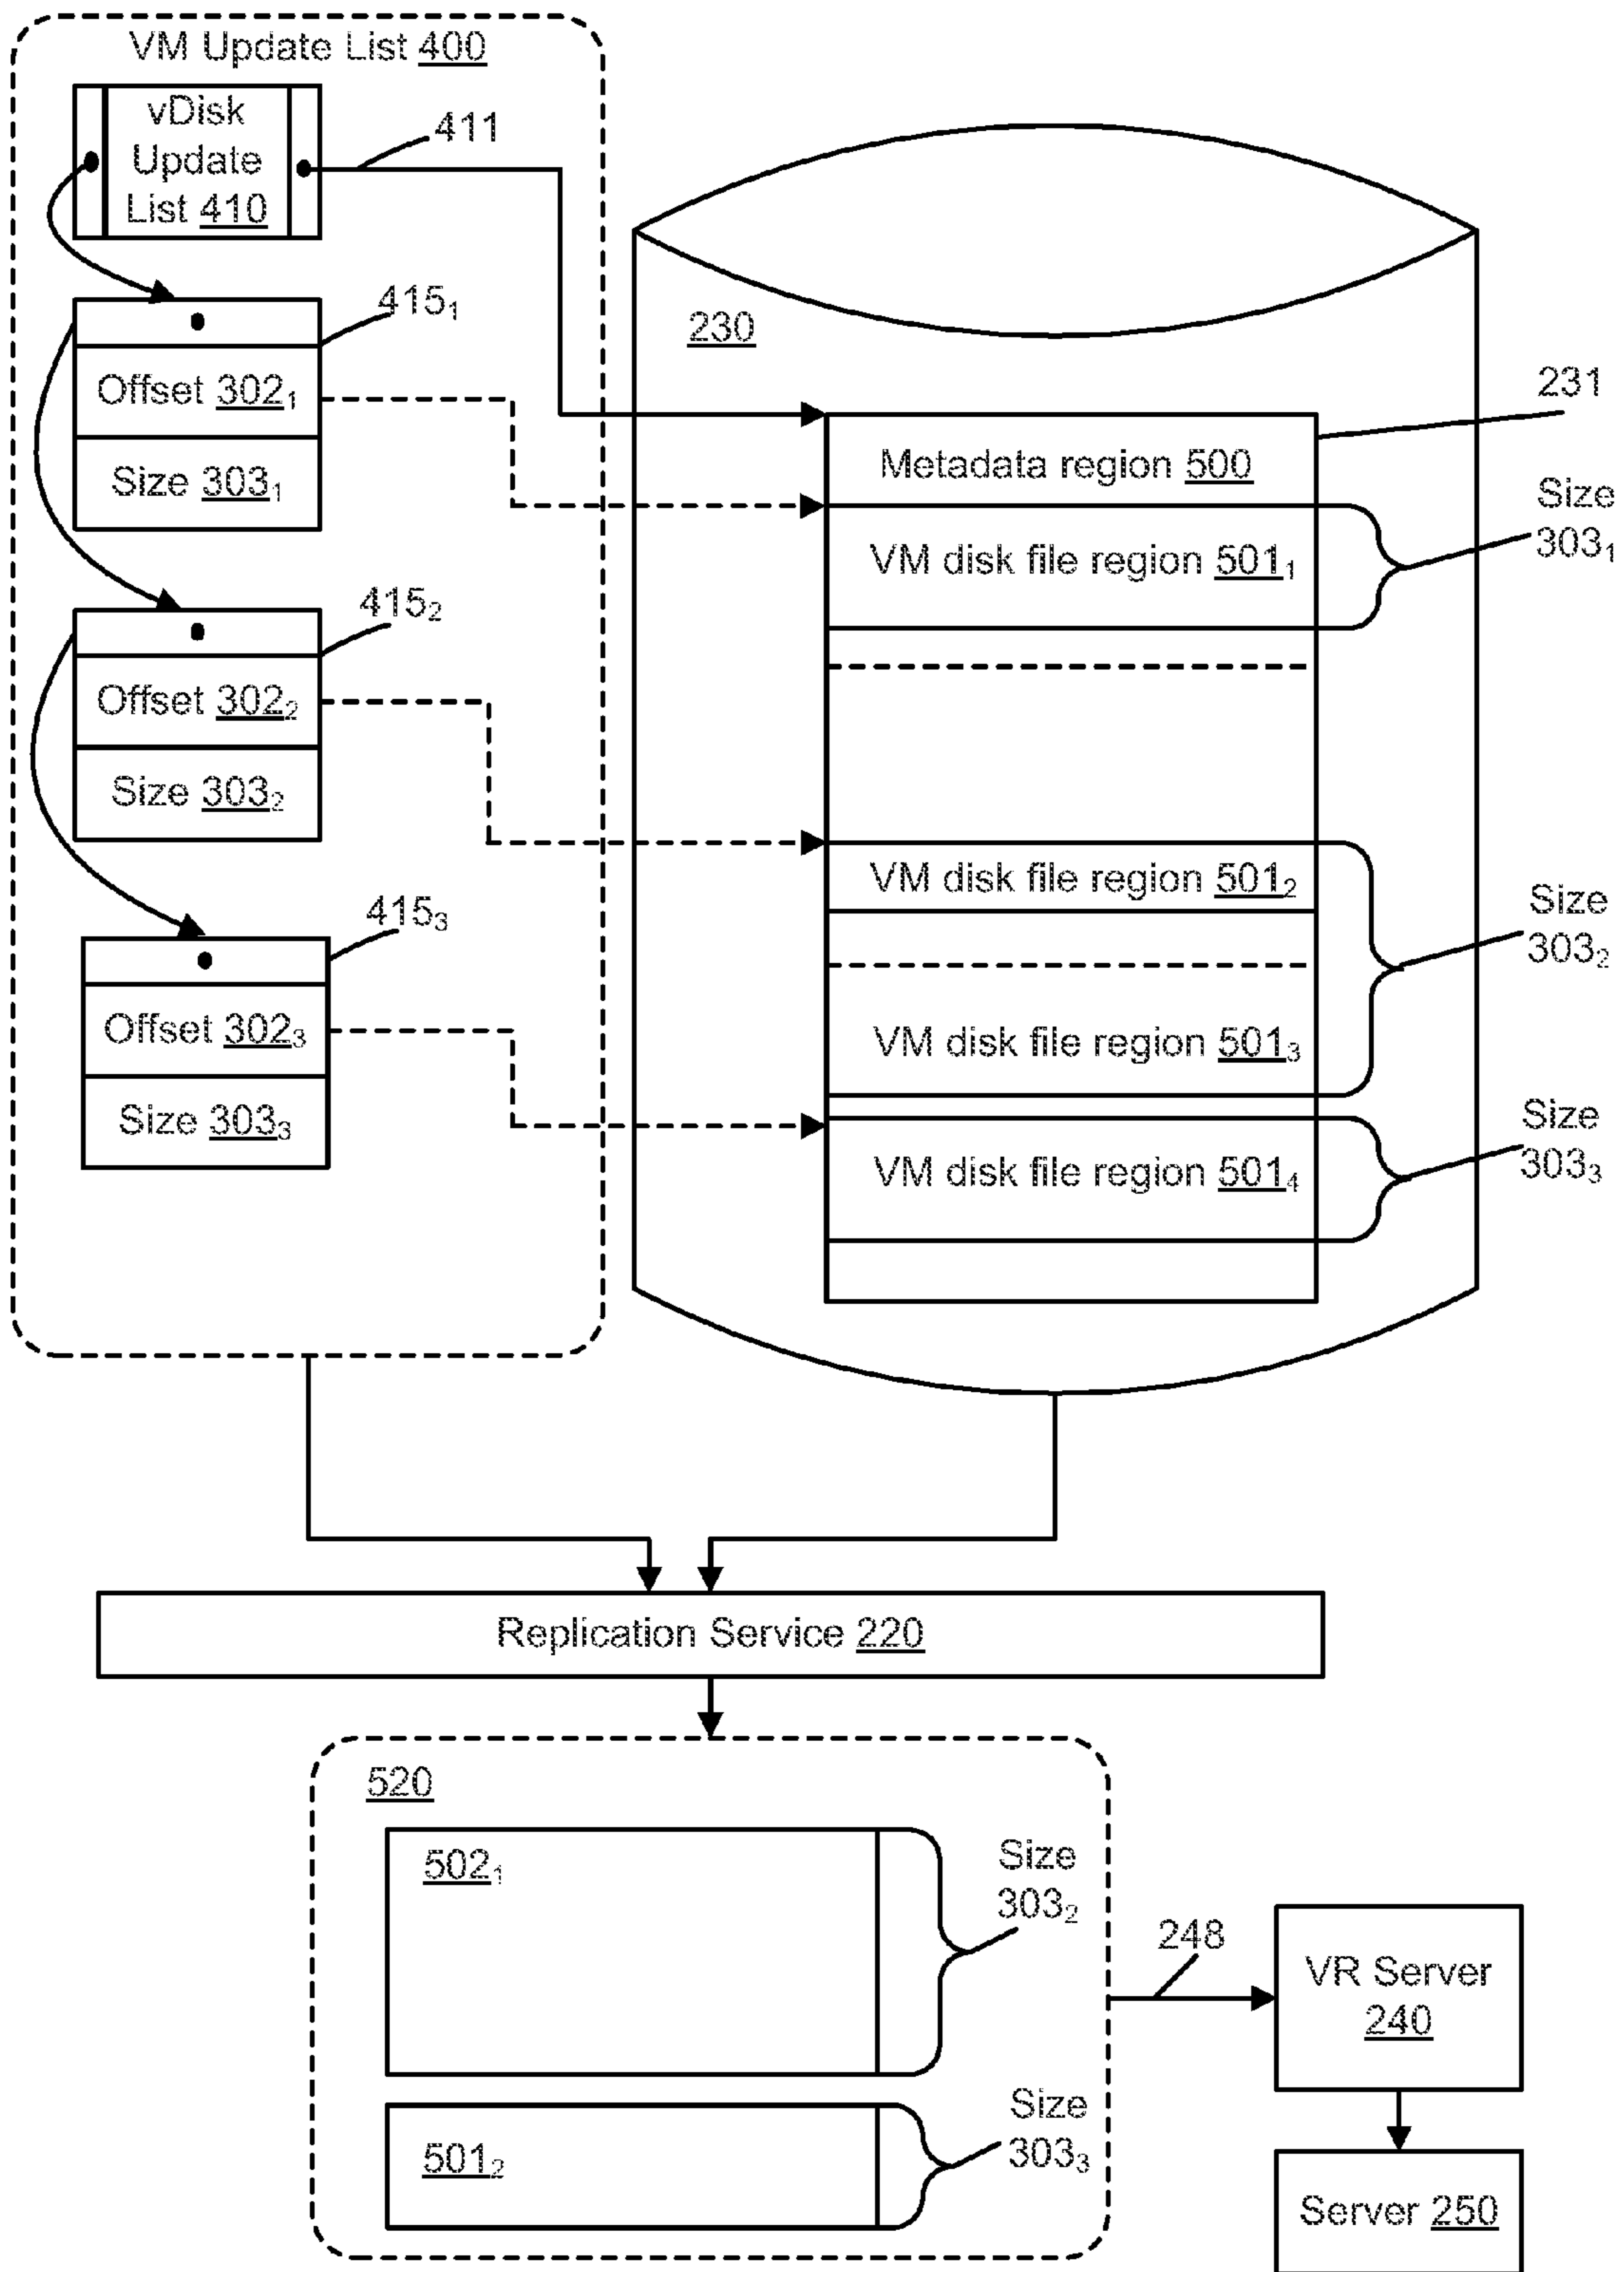 VM Update List 400
vDisk
Update
List 410
411
415₁
Offset 302₁
Size 303₁
415₂
Offset 302₂
Size 303₂
415₃
Offset 302₃
Size 303₃
230
231
Metadata region 500
VM disk file region 501₁
Size
303₁
VM disk file region 501₂
Size
303₂
VM disk file region 501₃
VM disk file region 501₄
Size
303₃
Replication Service 220
520
502₁
Size
303₂
501₂
Size
303₃
248
VR Server
240
Server 250